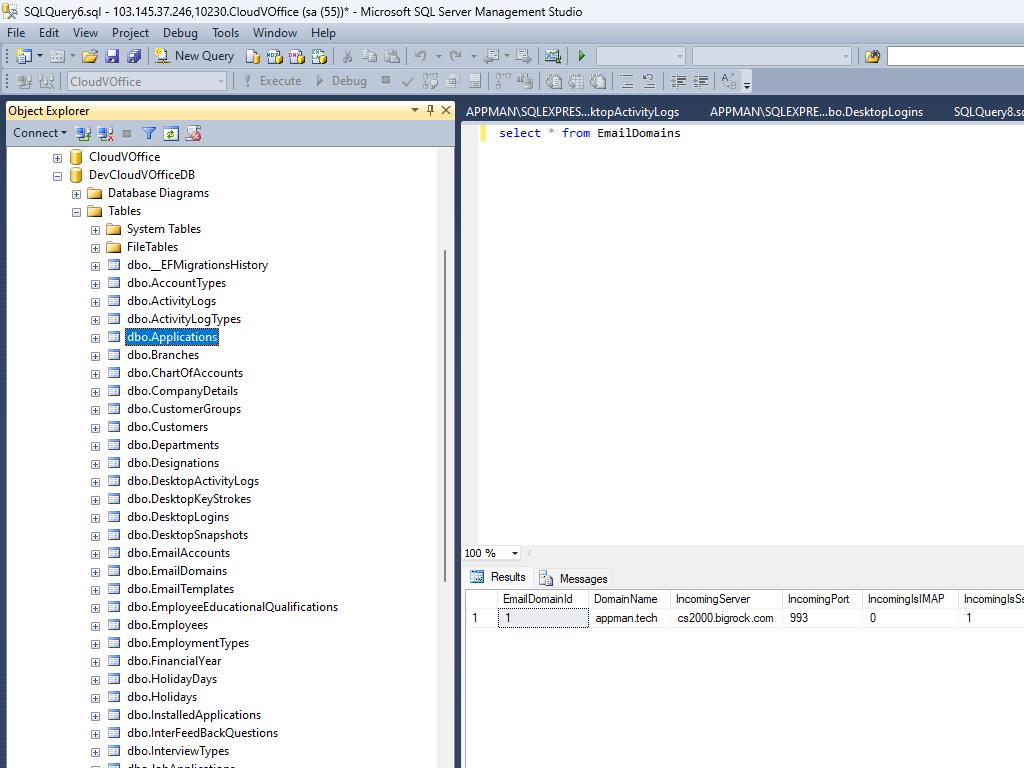 SQLQuery6.sql - 103.145.37.246,10230.CloudVOffice (sa (55))* - Microsoft SQL Server Management Studio
File Edit View Project Debug Tools Window Help
New Query
CloudVOffice Execute Debug
Object Explorer
Connect
CloudVOffice
DevCloudVOfficeDB
Database Diagrams
Tables
System Tables
FileTables
dbo.__EFMigrationsHistory
dbo.AccountTypes
dbo.ActivityLogs
dbo.ActivityLogTypes
dbo.Applications
dbo.Branches
dbo.ChartOfAccounts
dbo.CompanyDetails
dbo.CustomerGroups
dbo.Customers
dbo.Departments
dbo.Designations
dbo.DesktopActivityLogs
dbo.DesktopKeyStrokes
dbo.DesktopLogins
dbo.DesktopSnapshots
dbo.EmailAccounts
dbo.EmailDomains
dbo.EmailTemplates
dbo.EmployeeEducationalQualifications
dbo.Employees
dbo.EmploymentTypes
dbo.FinancialYear
dbo.HolidayDays
dbo.Holidays
dbo.InstalledApplications
dbo.InterFeedBackQuestions
dbo.InterviewTypes
APPMAN\SQLEXPRES...ktopActivityLogs APPMAN\SQLEXPRE...bo.DesktopLogins SQLQuery8.s
select * from EmailDomains
100 %
Results Messages
EmailDomainId DomainName IncomingServer IncomingPort IncomingIsIMAP IncomingIsS
1 1 appman.tech cs2000.bigrock.com 993 0 1